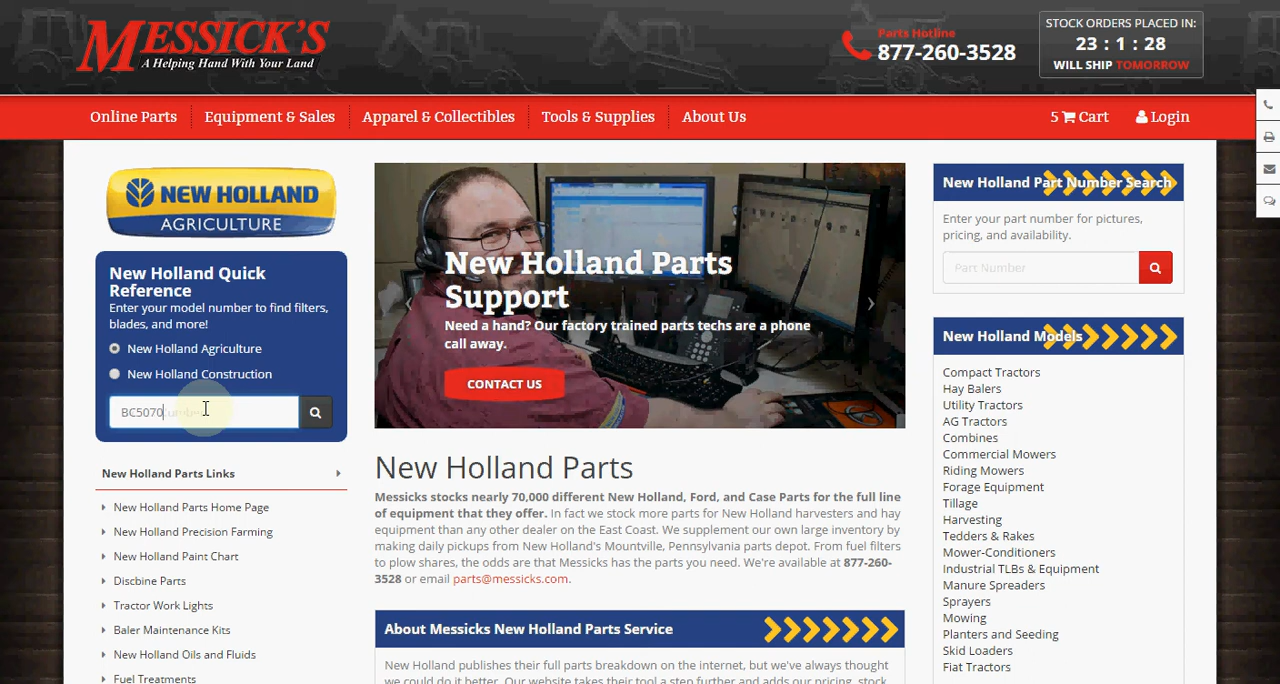 MESSICK'S
A Helping Hand With Your Land
Parts Hotline
877-260-3528
STOCK ORDERS PLACED IN:
23 : 1 : 28
WILL SHIP TOMORROW
Online Parts
Equipment & Sales
Apparel & Collectibles
Tools & Supplies
About Us
5 Cart
Login
NEW HOLLAND
AGRICULTURE
New Holland Quick
Reference
Enter your model number to find filters,
blades, and more!
New Holland Agriculture
New Holland Construction
BC5070
New Holland Parts Links
New Holland Parts Home Page
New Holland Precision Farming
New Holland Paint Chart
Discbine Parts
Tractor Work Lights
Baler Maintenance Kits
New Holland Oils and Fluids
Fuel Treatments
New Holland Parts
Support
Need a hand? Our factory trained parts techs are a phone
call away.
CONTACT US
New Holland Parts
Messicks stocks nearly 70,000 different New Holland, Ford, and Case Parts for the full line
of equipment that they offer. In fact we stock more parts for New Holland harvesters and hay
equipment than any other dealer on the East Coast. We supplement our own large inventory by
making daily pickups from New Holland's Mountville, Pennsylvania parts depot. From fuel filters
to plow shares, the odds are that Messicks has the parts you need. We're available at 877-260-
3528 or email parts@messicks.com.
About Messicks New Holland Parts Service
New Holland publishes their full parts breakdown on the internet, but we've always thought
we could do it better. Our website takes their tool a step further and adds our pricing, stock
New Holland Part Number Search
Enter your part number for pictures,
pricing, and availability.
Part Number
New Holland Models
Compact Tractors
Hay Balers
Utility Tractors
AG Tractors
Combines
Commercial Mowers
Riding Mowers
Forage Equipment
Tillage
Harvesting
Tedders & Rakes
Mower-Conditioners
Industrial TLBs & Equipment
Manure Spreaders
Sprayers
Mowing
Planters and Seeding
Skid Loaders
Fiat Tractors